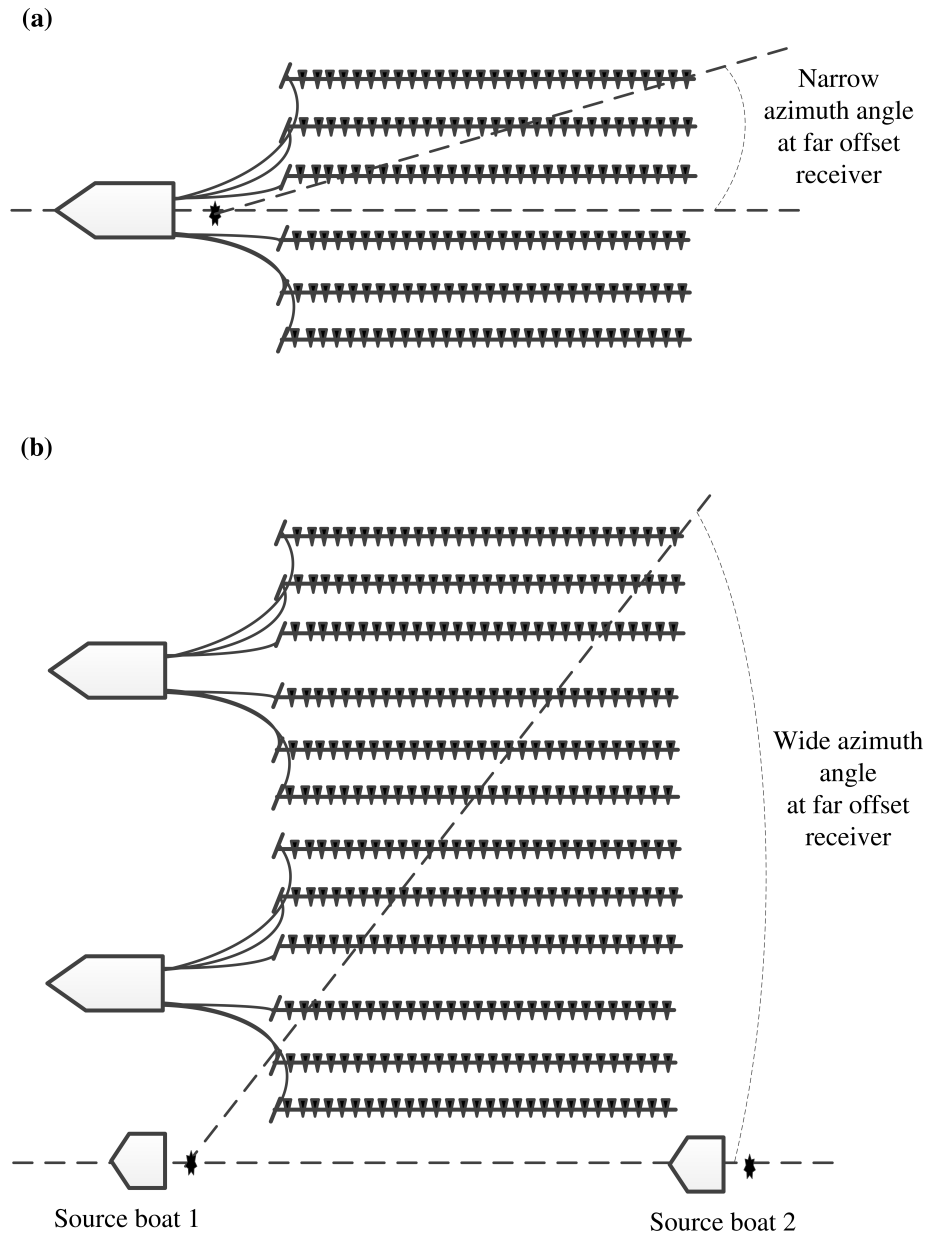 (a)
Narrow
azimuth angle
at far offset
receiver
(b)
Wide azimuth
angle
at far offset
receiver
Source boat 1
Source boat 2